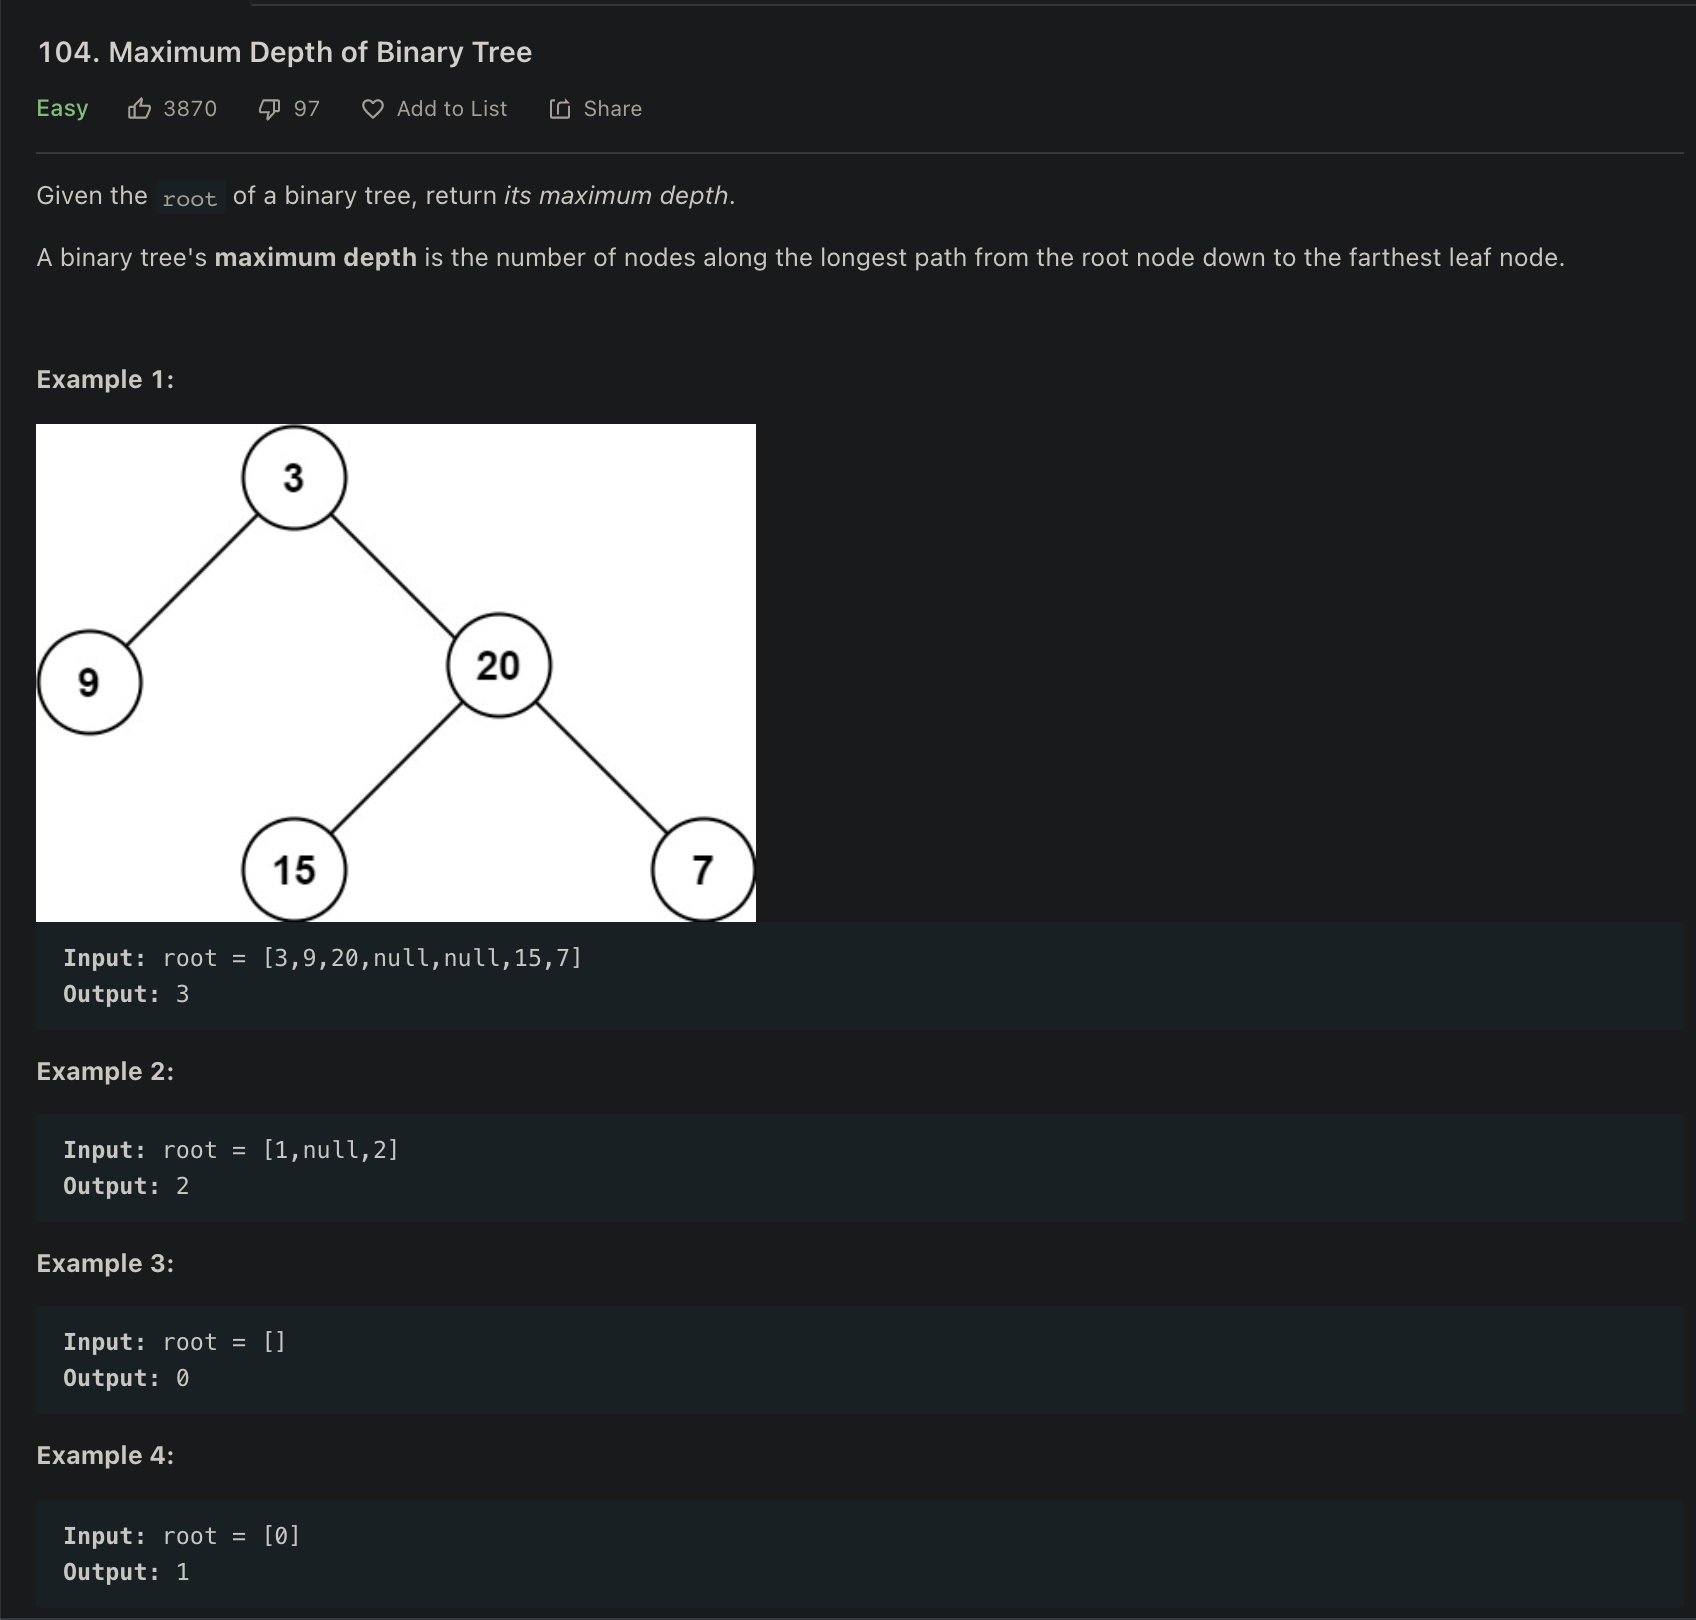 104. Maximum Depth of Binary Tree
Easy 3870 97 Add to List Share
Given the root of a binary tree, return its maximum depth.
A binary tree's maximum depth is the number of nodes along the longest path from the root node down to the farthest leaf node.
Example 1:
3
9 20
15 7
Input: root = [3,9,20,null,null,15,7]
Output: 3
Example 2:
Input: root = [1,null,2]
Output: 2
Example 3:
Input: root = []
Output: 0
Example 4:
Input: root = [0]
Output: 1